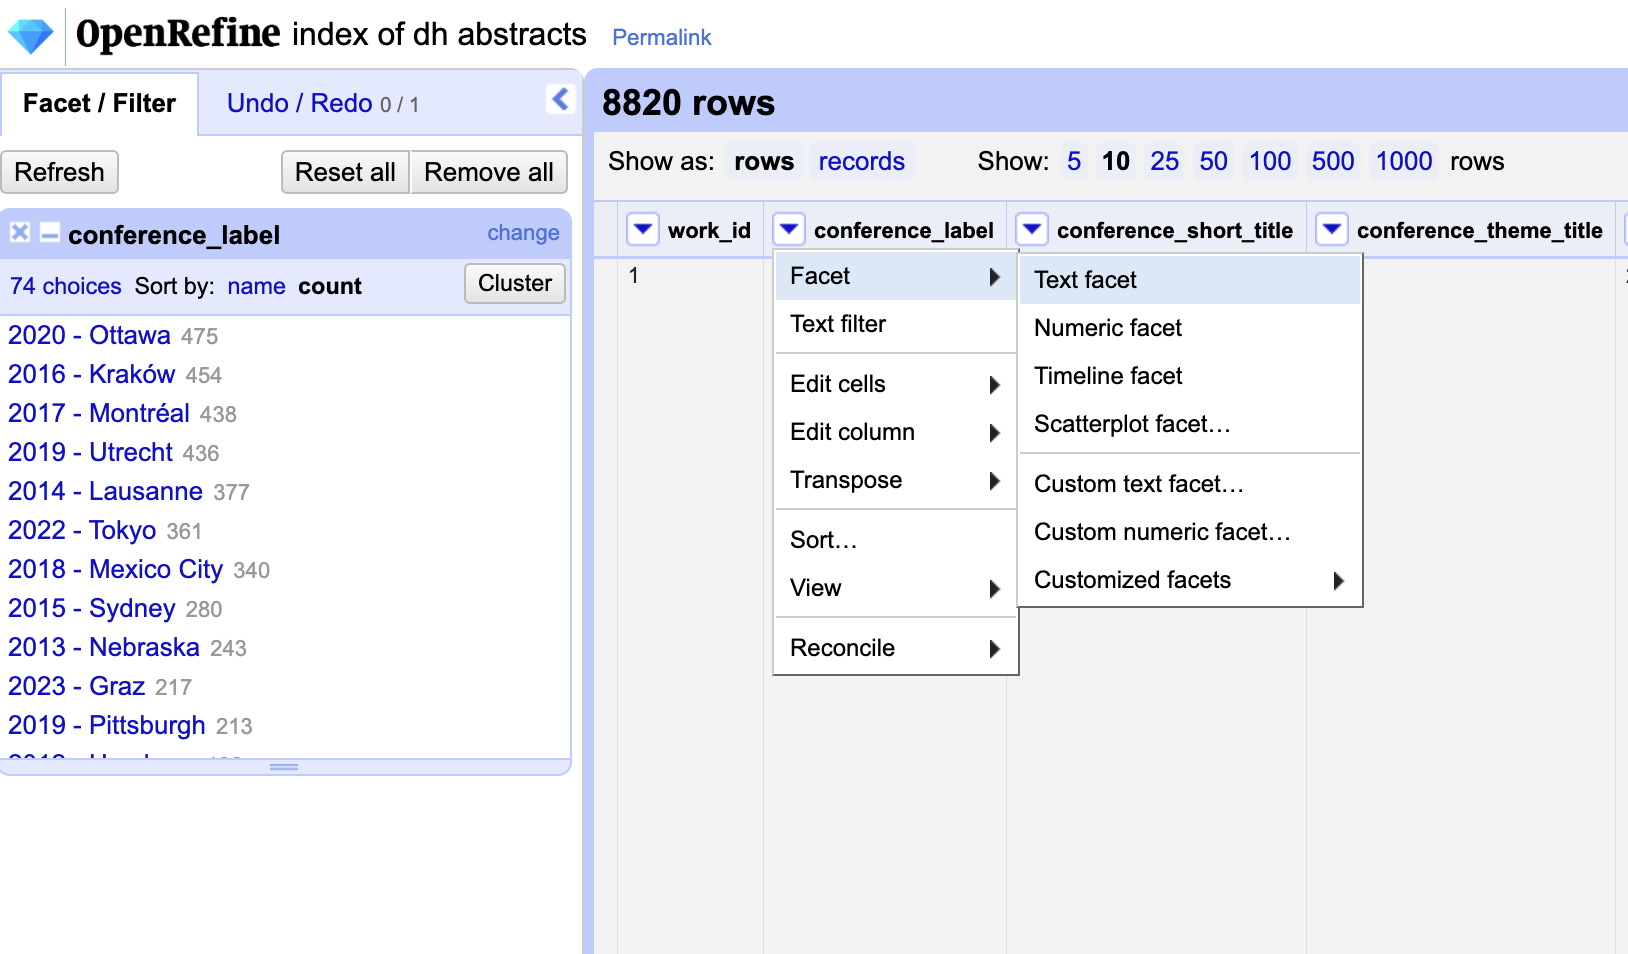 OpenRefine index of dh abstracts Permalink
Facet / Filter Undo / Redo 0 / 1
Refresh Reset all Remove all
conference_label change
74 choices Sort by: name count Cluster
2020 - Ottawa 475
2016 - Kraków 454
2017 - Montréal 438
2019 - Utrecht 436
2014 - Lausanne 377
2022 - Tokyo 361
2018 - Mexico City 340
2015 - Sydney 280
2013 - Nebraska 243
2023 - Graz 217
2019 - Pittsburgh 213
8820 rows
Show as: rows records Show: 5 10 25 50 100 500 1000 rows
work_id conference_label conference_short_title conference_theme_title
1
Facet
Text filter
Edit cells
Edit column
Transpose
Sort…
View
Reconcile
Text facet
Numeric facet
Timeline facet
Scatterplot facet…
Custom text facet…
Custom numeric facet…
Customized facets